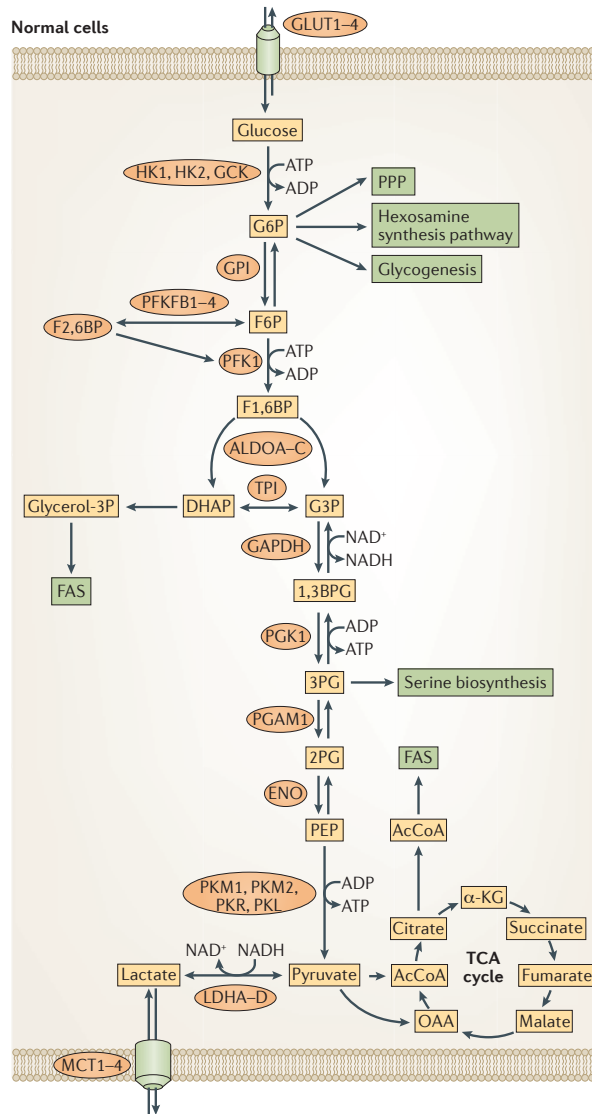 Normal cells
GLUT1–4
Glucose
HK1, HK2, GCK
ATP
ADP
G6P
PPP
Hexosamine
synthesis pathway
Glycogenesis
GPI
PFKFB1–4
F2,6BP
F6P
PFK1
ATP
ADP
F1,6BP
ALDOA–C
TPI
Glycerol-3P
DHAP
G3P
GAPDH
NAD⁺
NADH
FAS
1,3BPG
PGK1
ADP
ATP
3PG
Serine biosynthesis
PGAM1
2PG
FAS
ENO
PEP
AcCoA
PKM1, PKM2,
PKR, PKL
ADP
ATP
α-KG
Citrate
Succinate
NAD⁺
NADH
TCA
cycle
Lactate
Pyruvate
AcCoA
Fumarate
LDHA–D
OAA
Malate
MCT1–4